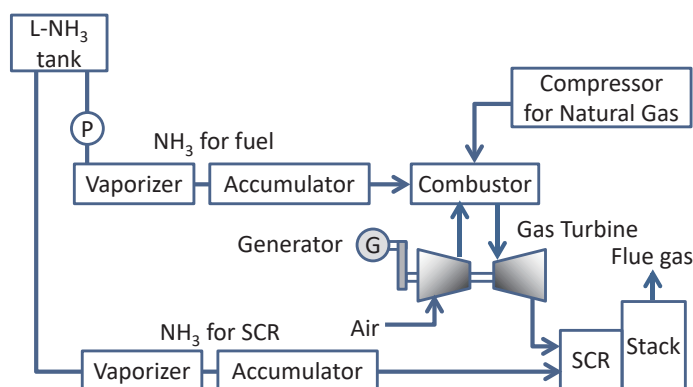 L-NH₃
tank
Compressor
for Natural Gas
P
NH₃ for fuel
Vaporizer
Accumulator
Combustor
Gas Turbine
Generator
G
Flue gas
NH₃ for SCR
Air
Vaporizer
Accumulator
SCR
Stack